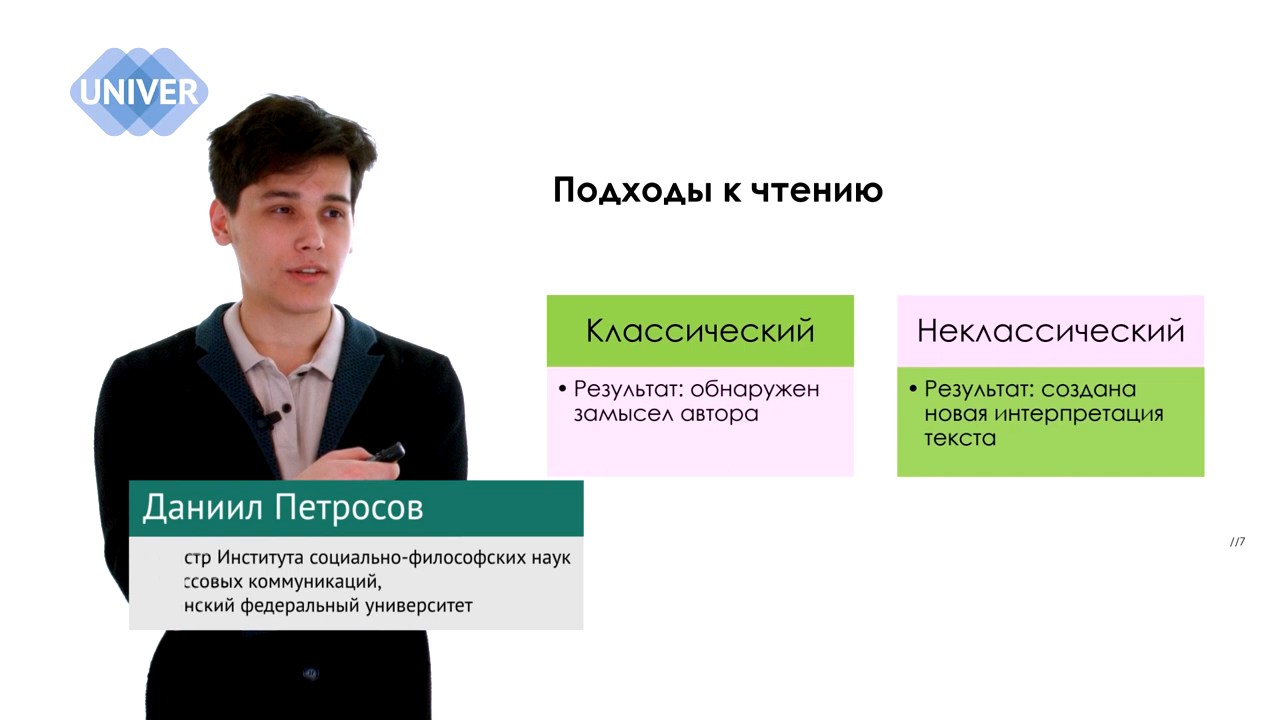 UNIVER
Подходы к чтению
Классический
• Результат: обнаружен
замысел автора
Неклассический
• Результат: создана
новая интерпретация
текста
Даниил Петросов
стр Института социально-философских наук
ссовых коммуникаций,
нский федеральный университет
//7